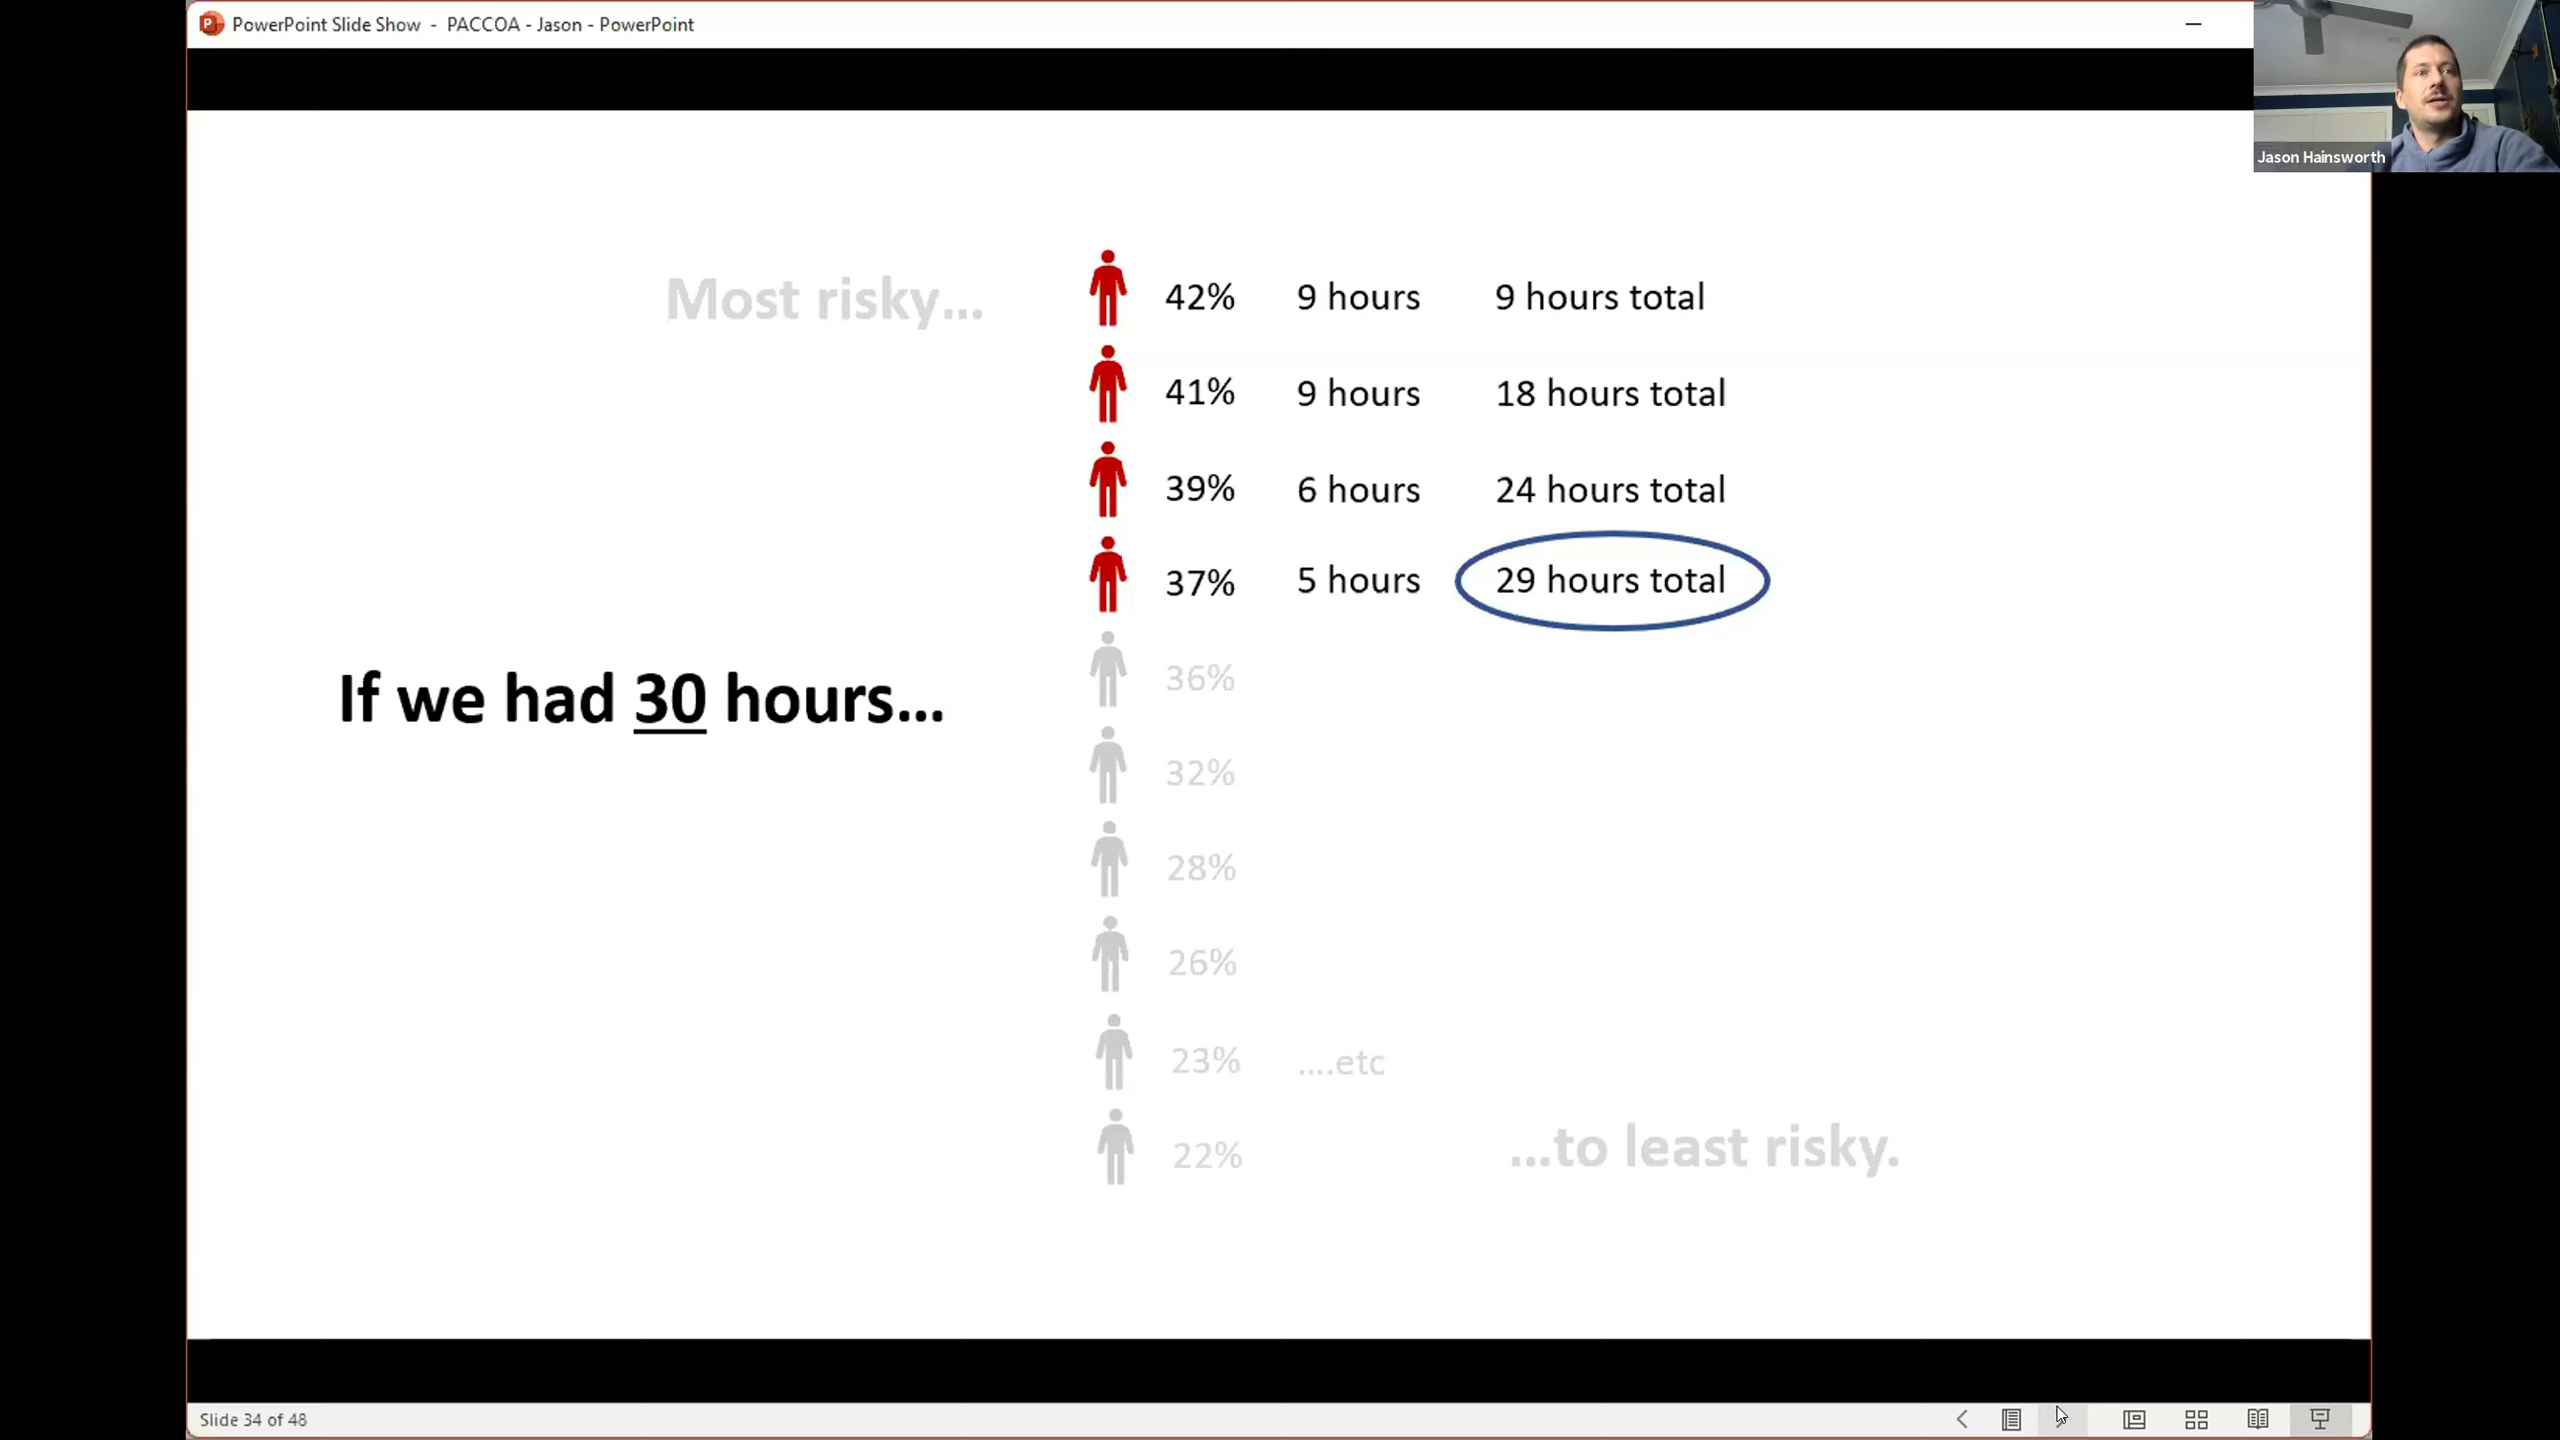 PowerPoint Slide Show - PACCOA - Jason - PowerPoint
Jason Hainsworth
Most risky...
42% 9 hours 9 hours total
41% 9 hours 18 hours total
39% 6 hours 24 hours total
37% 5 hours 29 hours total
36%
If we had 30 hours...
32%
28%
26%
23% ....etc
22%
...to least risky.
Slide 34 of 48